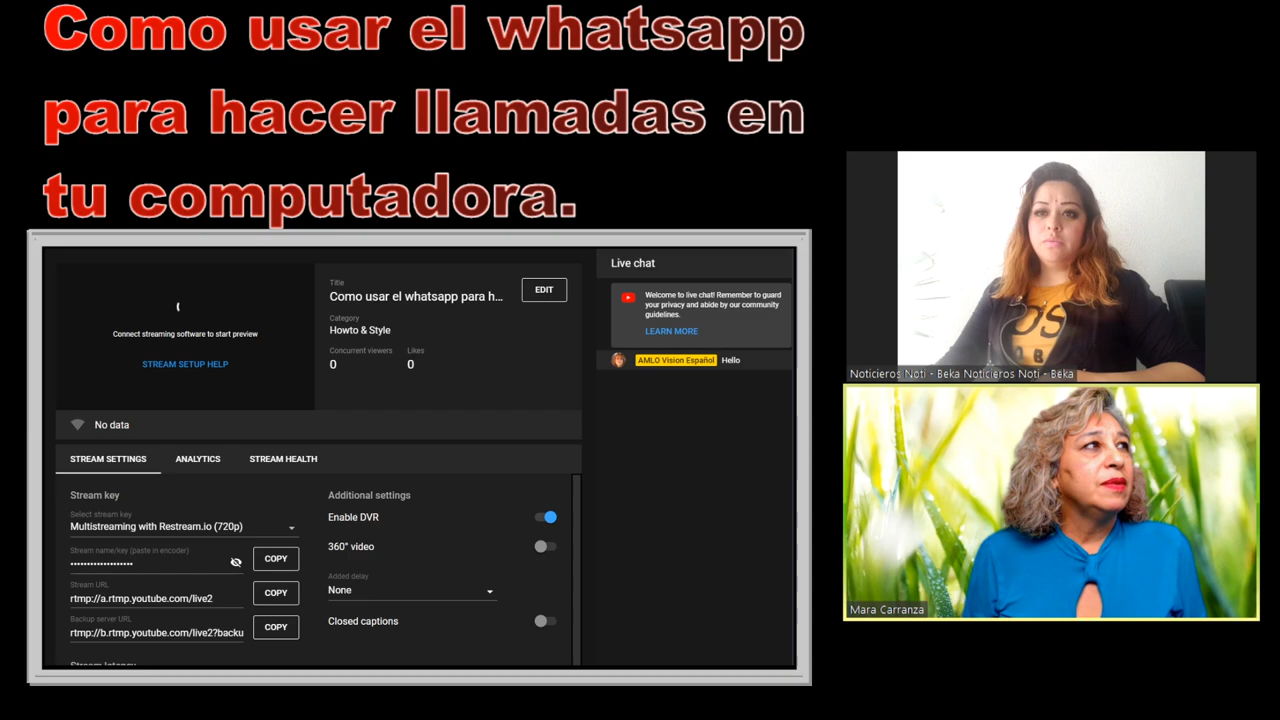 Como usar el whatsapp
para hacer llamadas en
tu computadora.
Connect streaming software to start preview
STREAM SETUP HELP
Title
Como usar el whatsapp para h...
EDIT
Category
Howto & Style
Concurrent viewers Likes
0 0
No data
STREAM SETTINGS ANALYTICS STREAM HEALTH
Stream key
Select stream key
Multistreaming with Restream.io (720p)
Stream name/key (paste in encoder)
•••••••••••••••••••
COPY
Stream URL
rtmp://a.rtmp.youtube.com/live2
COPY
Backup server URL
rtmp://b.rtmp.youtube.com/live2?backu
COPY
Stream latency
Additional settings
Enable DVR
360° video
Added delay
None
Closed captions
Live chat
Welcome to live chat! Remember to guard
your privacy and abide by our community
guidelines.
LEARN MORE
AMLO Vision Español Hello
Noticieros Noti - Beka Noticieros Noti - Beka
Mara Carranza